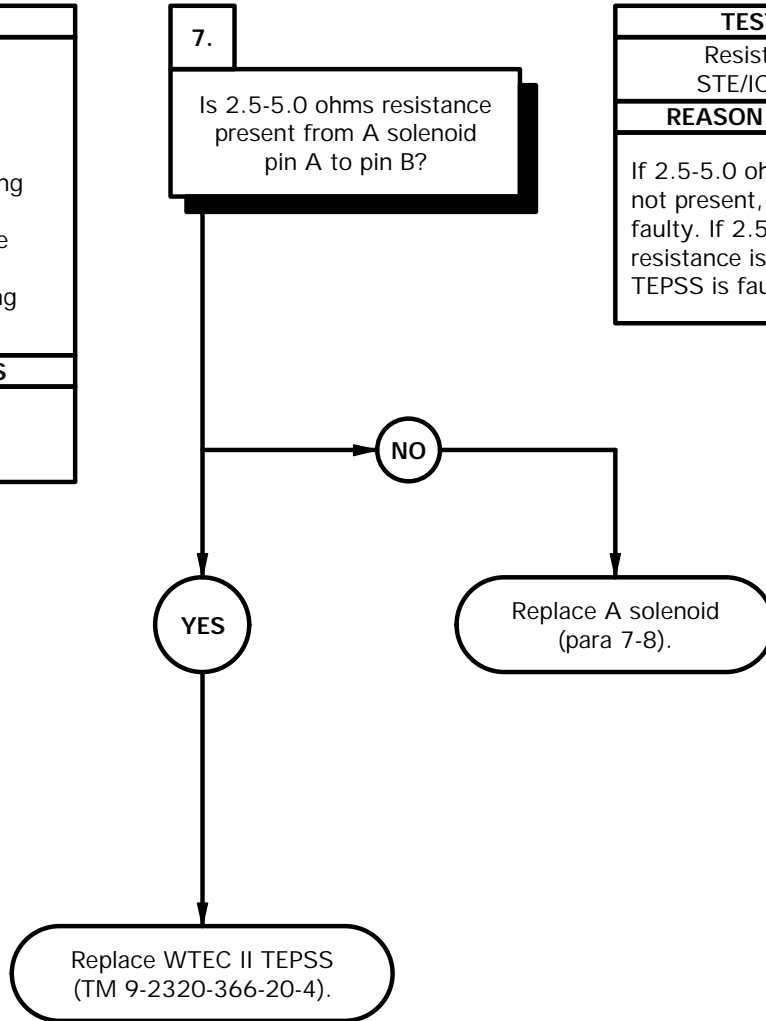 ng
e
ng
S
7.
Is 2.5-5.0 ohms resistance
present from A solenoid
pin A to pin B?
TEST
Resist
STE/IC
REASON
If 2.5-5.0 oh
not present,
faulty. If 2.5
resistance is
TEPSS is fau
NO
YES
Replace A solenoid
(para 7-8).
Replace WTEC II TEPSS
(TM 9-2320-366-20-4).